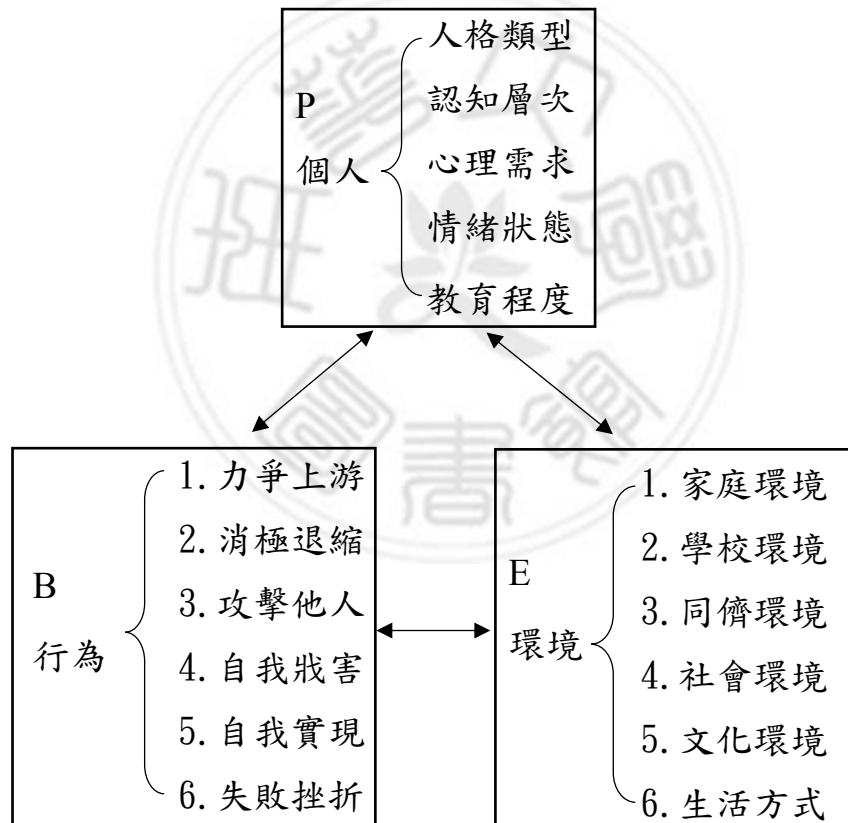 P
個人
人格類型
認知層次
心理需求
情緒狀態
教育程度
B
行為
1. 力爭上游
2. 消極退縮
3. 攻擊他人
4. 自我戕害
5. 自我實現
6. 失敗挫折
E
環境
1. 家庭環境
2. 學校環境
3. 同儕環境
4. 社會環境
5. 文化環境
6. 生活方式